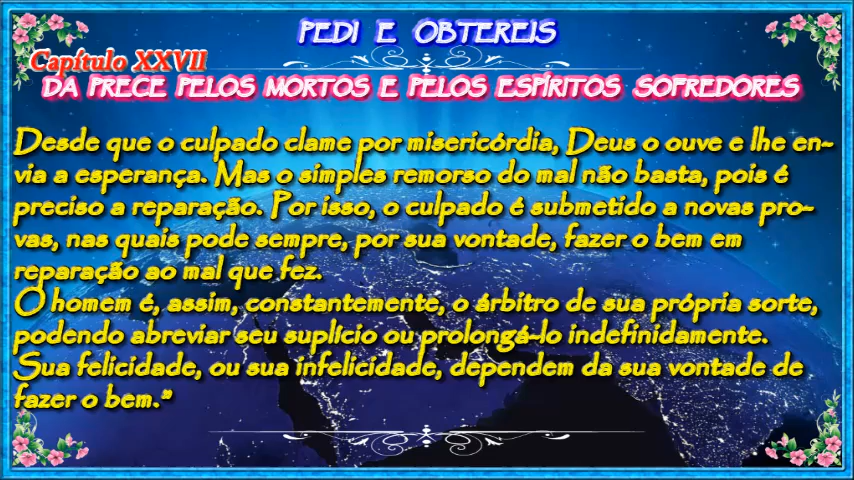 PEDI E OBTEREIS
Capítulo XXVII
DA PRECE PELOS MORTOS E PELOS ESPÍRITOS SOFREDORES
Desde que o culpado clame por misericórdia, Deus o ouve e lhe en-
via a esperança. Mas o simples remorso do mal não basta, pois é
preciso a reparação. Por isso, o culpado é submetido a novas pro-
vas, nas quais pode sempre, por sua vontade, fazer o bem em
reparação ao mal que fez.
O homem é, assim, constantemente, o árbitro de sua própria sorte,
podendo abreviar seu suplício ou prolongá-lo indefinidamente.
Sua felicidade, ou sua infelicidade, dependem da sua vontade de
fazer o bem.”